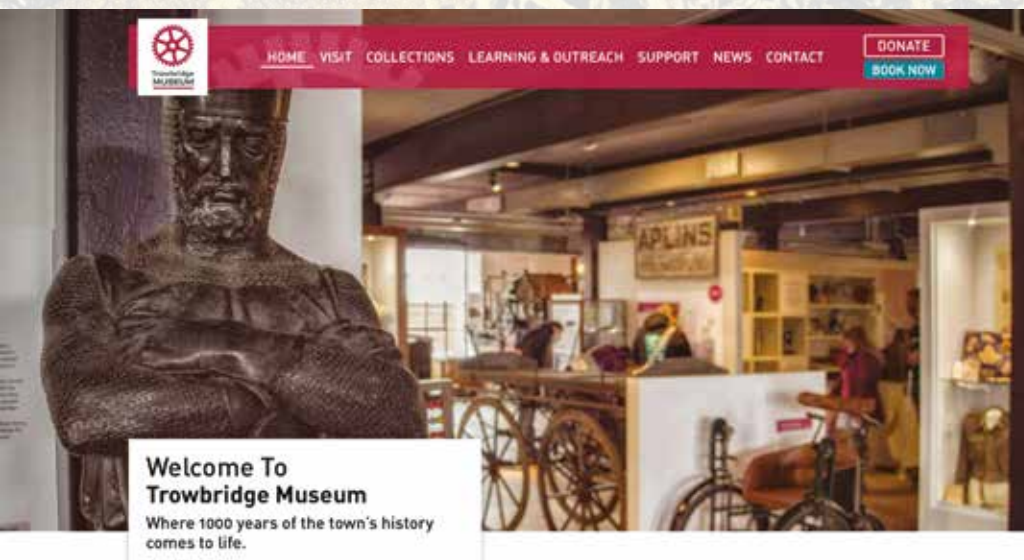 Trowbridge
MUSEUM
HOME VISIT COLLECTIONS LEARNING & OUTREACH SUPPORT NEWS CONTACT
DONATE
BOOK NOW
APLINS
Welcome To
Trowbridge Museum
Where 1000 years of the town's history
comes to life.